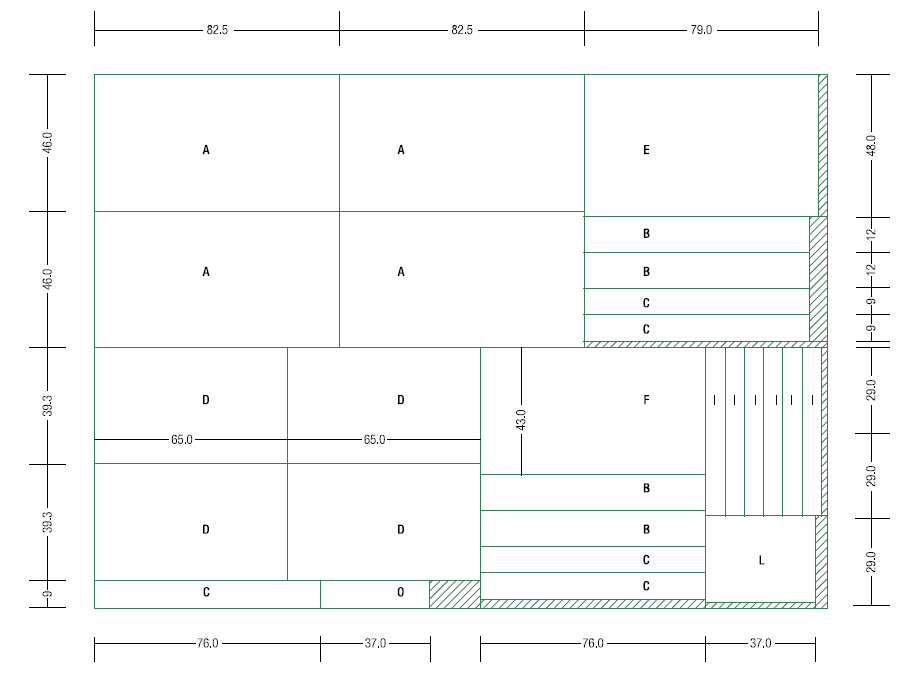 82.5 82.5 79.0
46.0 A A E 48.0
B 12
46.0 A A B 12
C 9
C 9
39.3 D D 43.0 F I I I I I I 29.0
65.0 65.0
B 29.0
39.3 D D B
C L 29.0
9 C O C
76.0 37.0 76.0 37.0